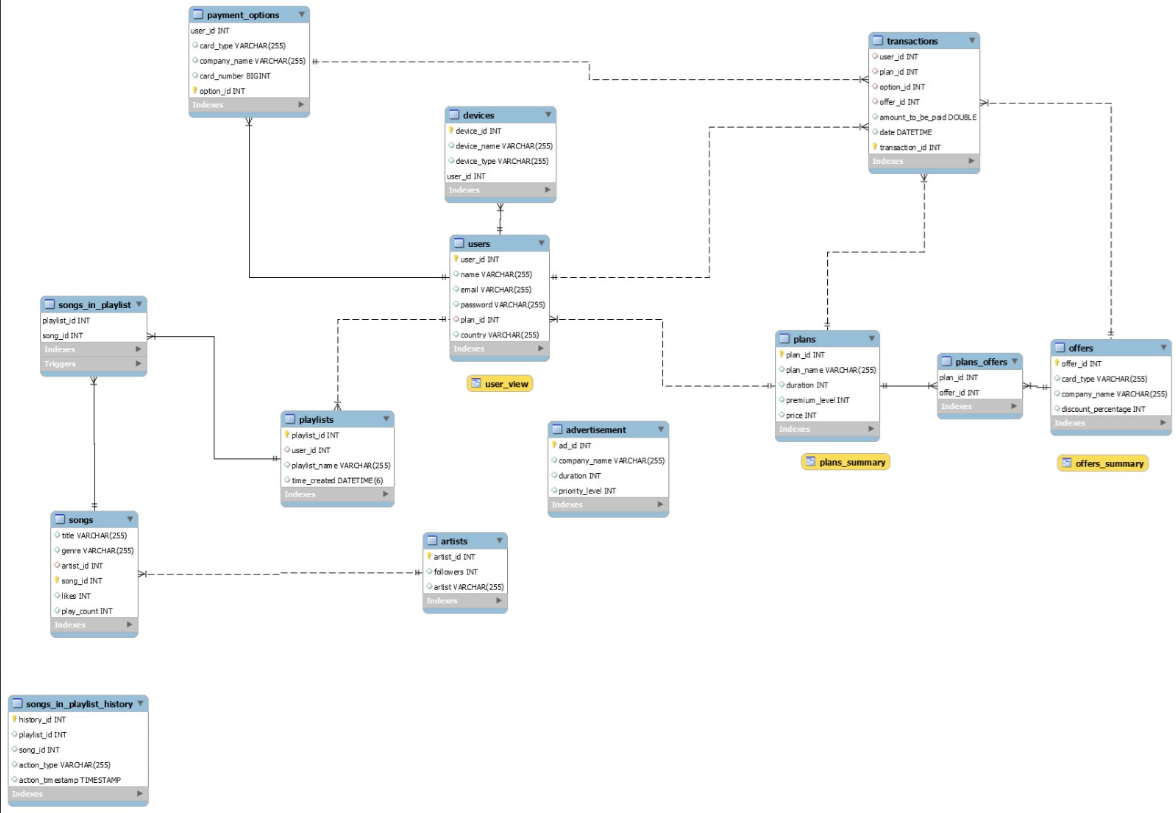 payment_options
user_id INT
card_type VARCHAR(255)
company_name VARCHAR(255)
card_number BIGINT
option_id INT
Indexes
transactions
user_id INT
plan_id INT
option_id INT
offer_id INT
amount_to_be_paid DOUBLE
date DATETIME
transaction_id INT
Indexes
devices
device_id INT
device_name VARCHAR(255)
device_type VARCHAR(255)
user_id INT
Indexes
users
user_id INT
name VARCHAR(255)
email VARCHAR(255)
password VARCHAR(255)
plan_id INT
country VARCHAR(255)
Indexes
user_view
songs_in_playlist
playlist_id INT
song_id INT
Indexes
Triggers
plans
plan_id INT
plan_name VARCHAR(255)
duration INT
premium_level INT
price INT
Indexes
plans_summary
plans_offers
plan_id INT
offer_id INT
Indexes
offers
offer_id INT
card_type VARCHAR(255)
company_name VARCHAR(255)
discount_percentage INT
Indexes
offers_summary
playlists
playlist_id INT
user_id INT
playlist_name VARCHAR(255)
time_created DATETIME(6)
Indexes
advertisement
ad_id INT
company_name VARCHAR(255)
duration INT
priority_level INT
Indexes
songs
title VARCHAR(255)
genre VARCHAR(255)
artist_id INT
song_id INT
likes INT
play_count INT
Indexes
artists
artist_id INT
followers INT
artist VARCHAR(255)
Indexes
songs_in_playlist_history
history_id INT
playlist_id INT
song_id INT
action_type VARCHAR(255)
action_timestamp TIMESTAMP
Indexes